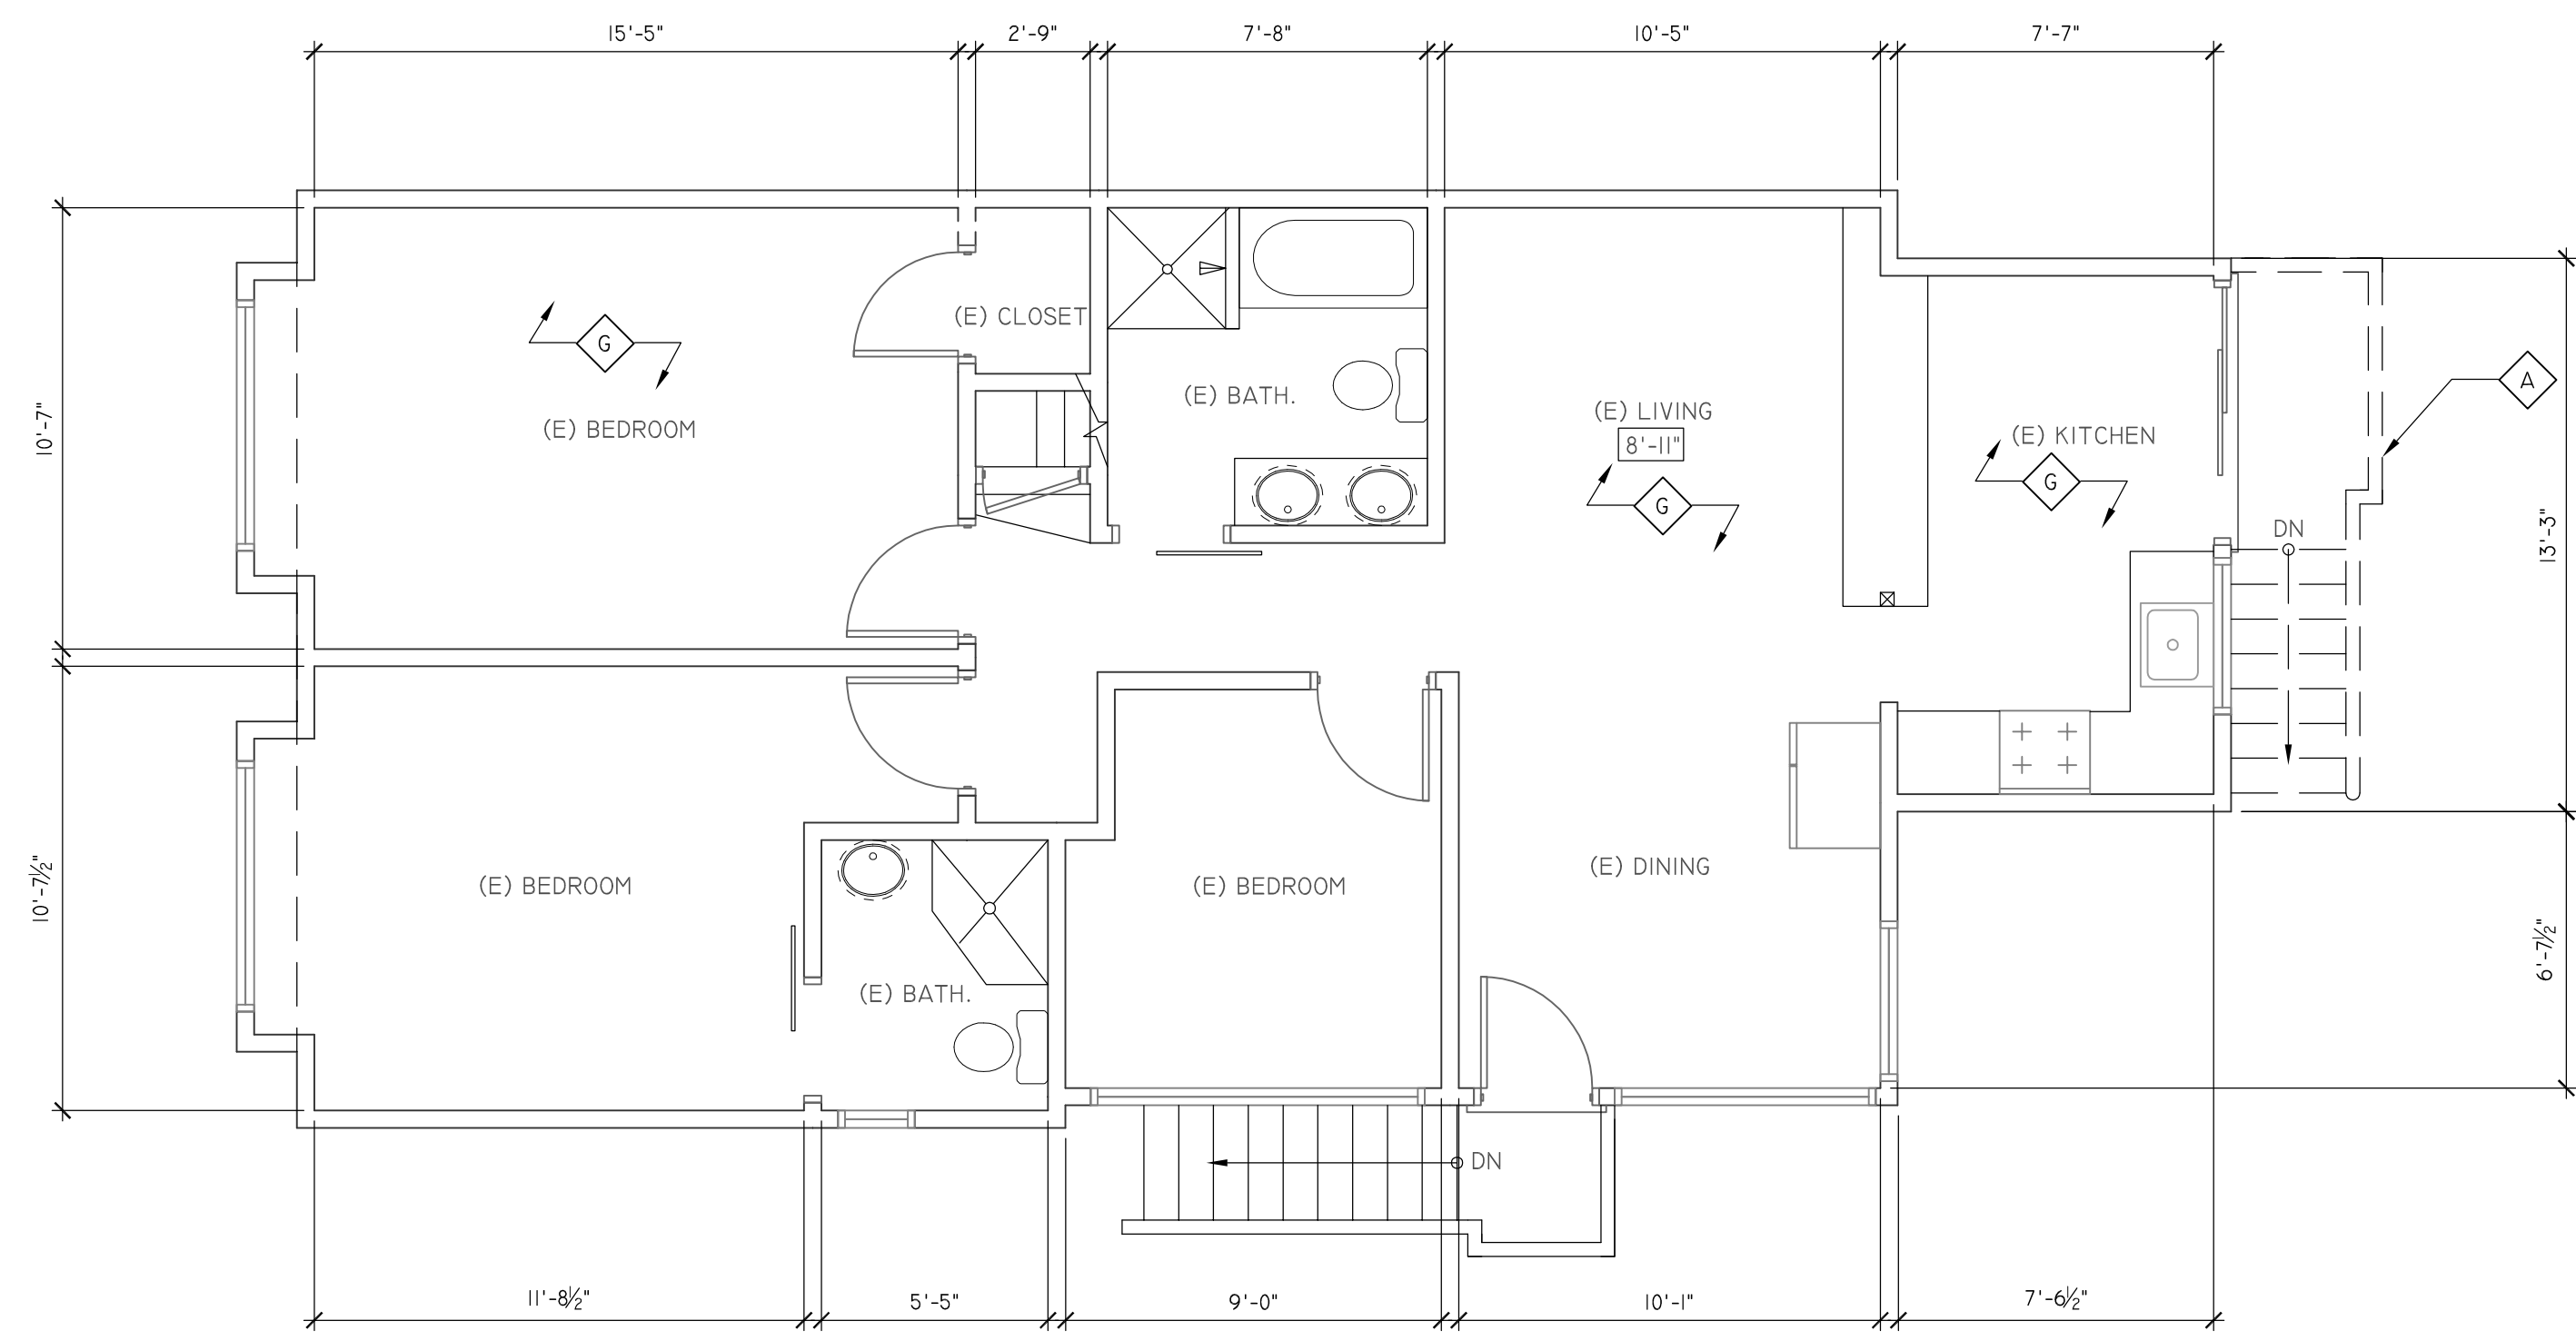 15'-5"
2'-9"
7'-8"
10'-5"
7'-7"
(E) CLOSET
G
(E) BEDROOM
10'-7"
(E) BATH.
(E) LIVING
8'-11"
G
(E) KITCHEN
G
A
DN
13'-3"
(E) BEDROOM
10'-7½"
(E) BATH.
(E) BEDROOM
(E) DINING
6'-7½"
DN
11'-8½"
5'-5"
9'-0"
10'-1"
7'-6½"